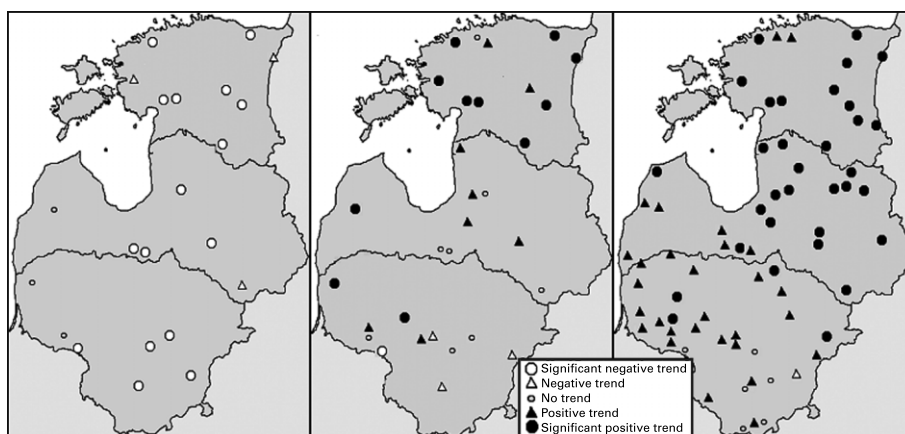 Significant negative trend
Negative trend
No trend
Positive trend
Significant positive trend